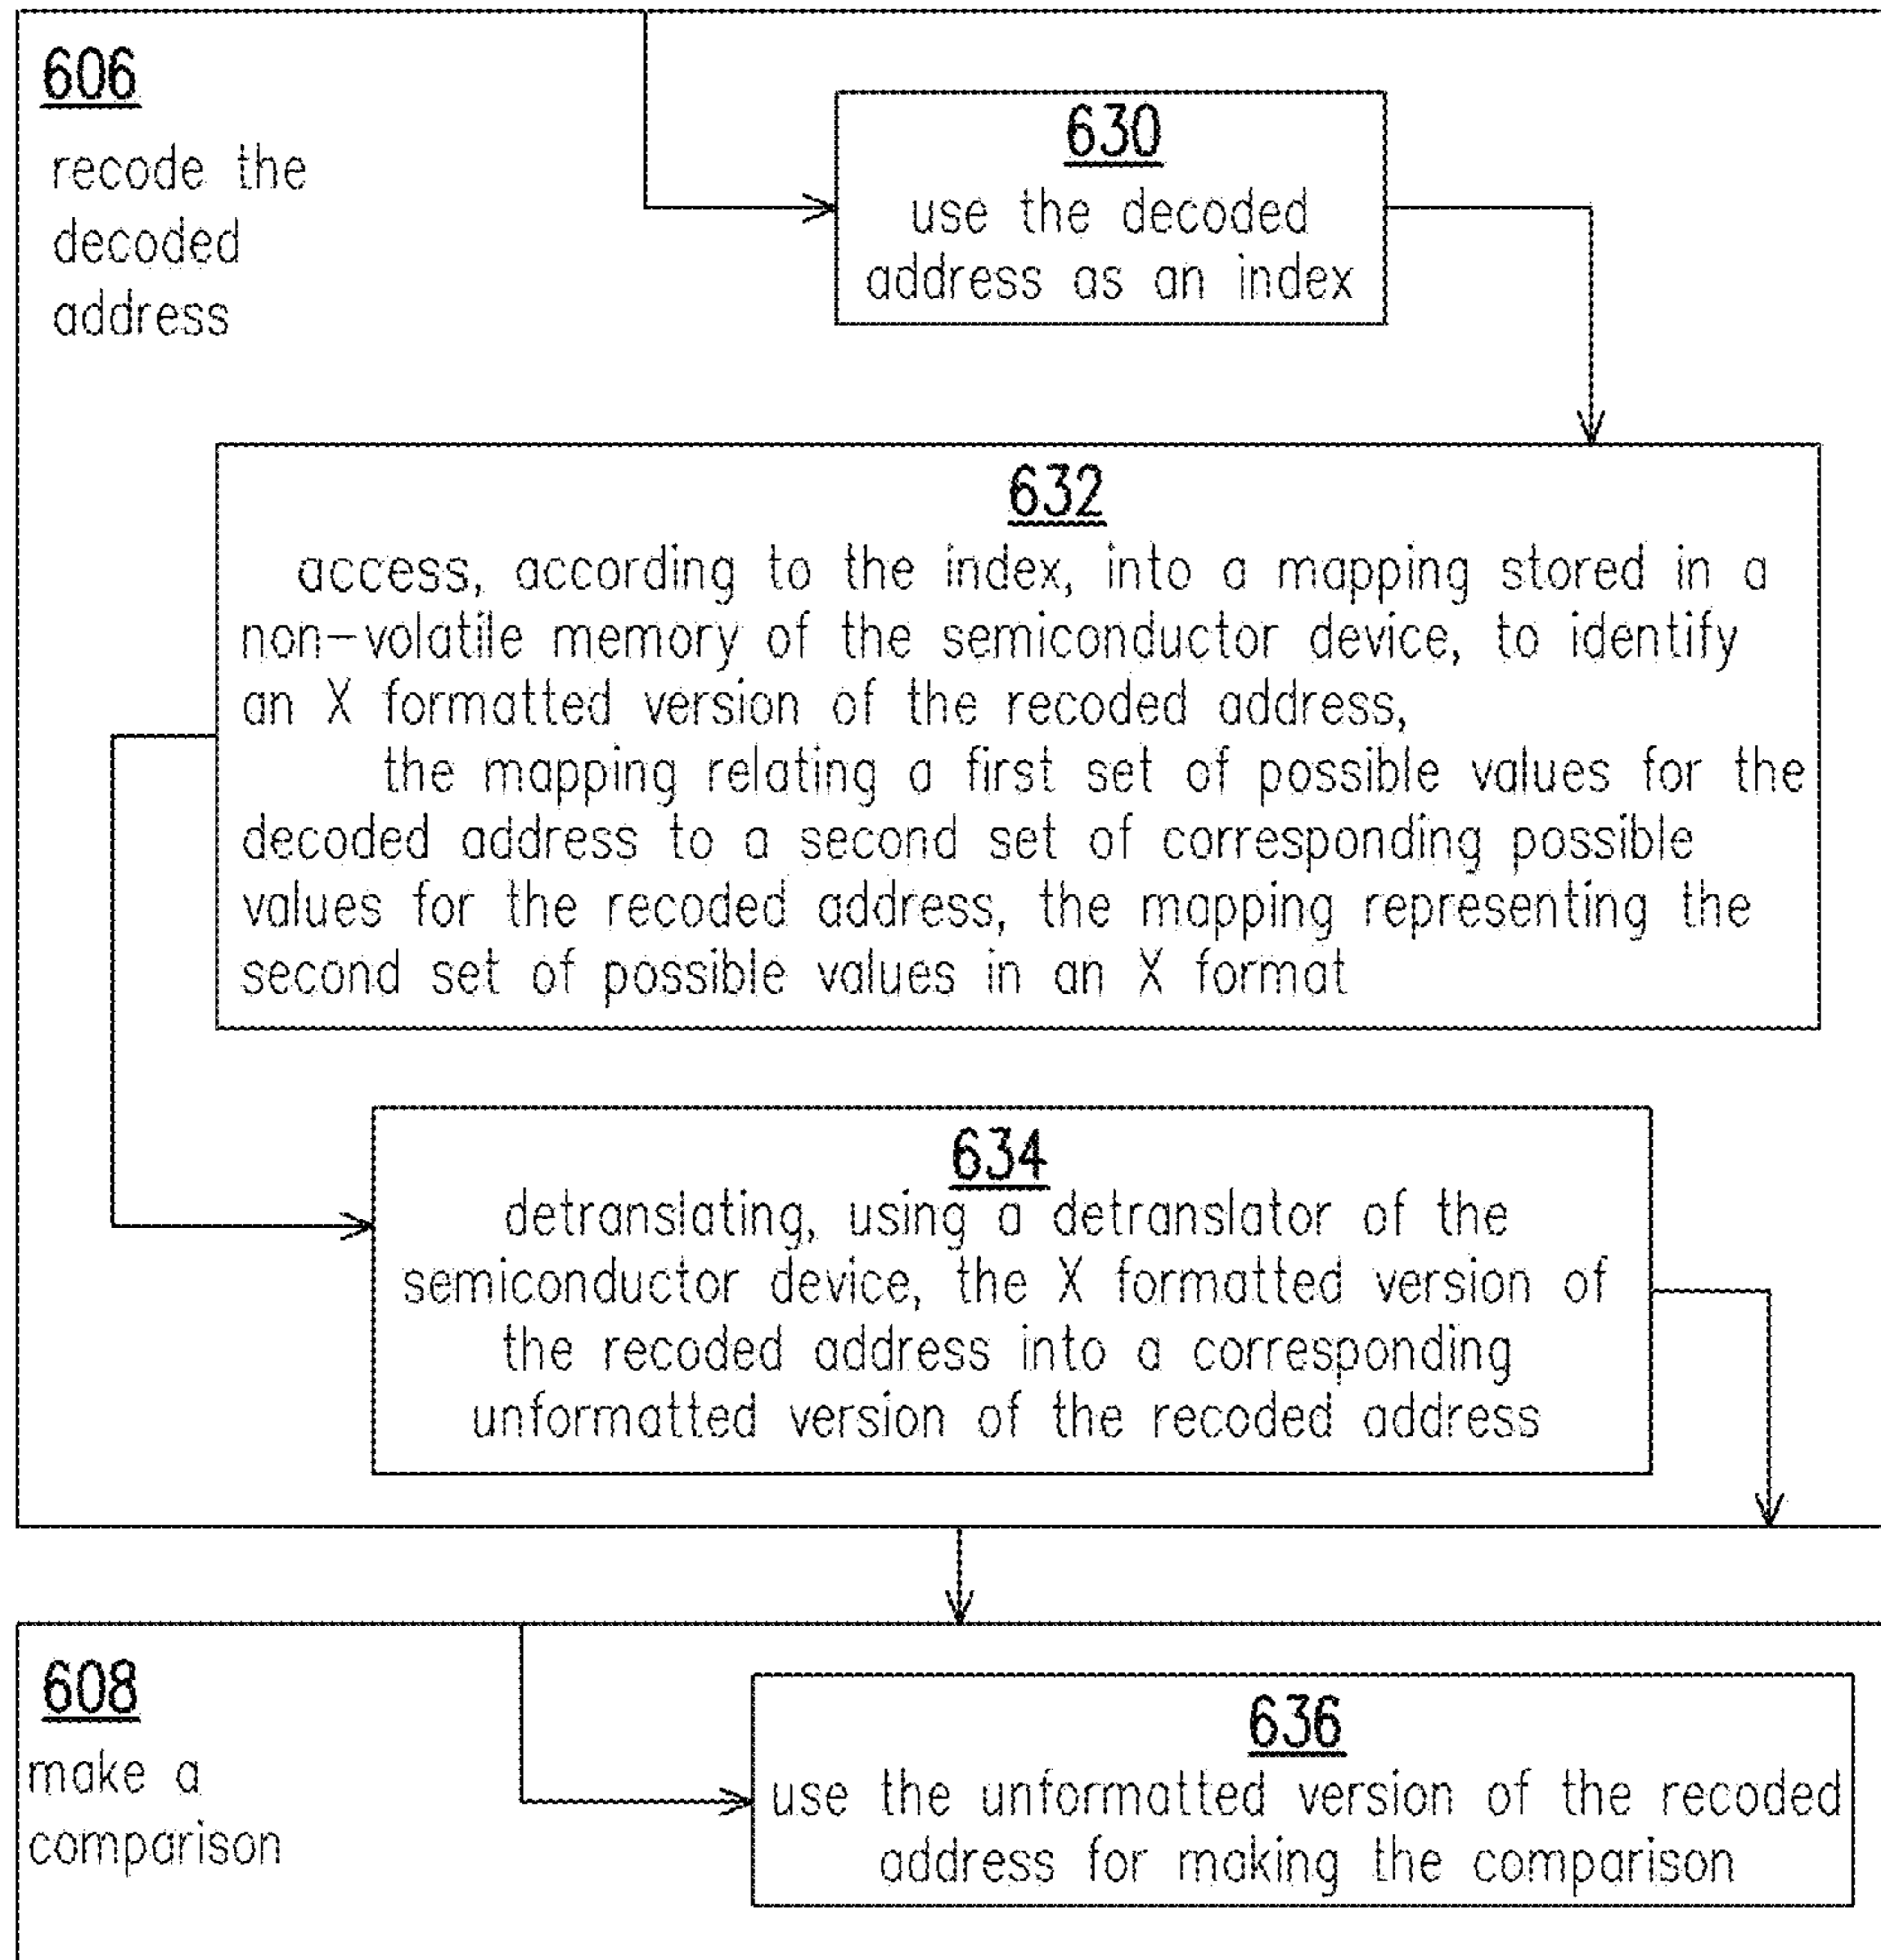 606
recode the
decoded
address
630
use the decoded
address as an index
632
access, according to the index, into a mapping stored in a
non-volatile memory of the semiconductor device, to identify
an X formatted version of the recoded address,
the mapping relating a first set of possible values for the
decoded address to a second set of corresponding possible
values for the recoded address, the mapping representing the
second set of possible values in an X format
634
detranslating, using a detranslator of the
semiconductor device, the X formatted version of
the recoded address into a corresponding
unformatted version of the recoded address
608
make a
comparison
636
use the unformatted version of the recoded
address for making the comparison